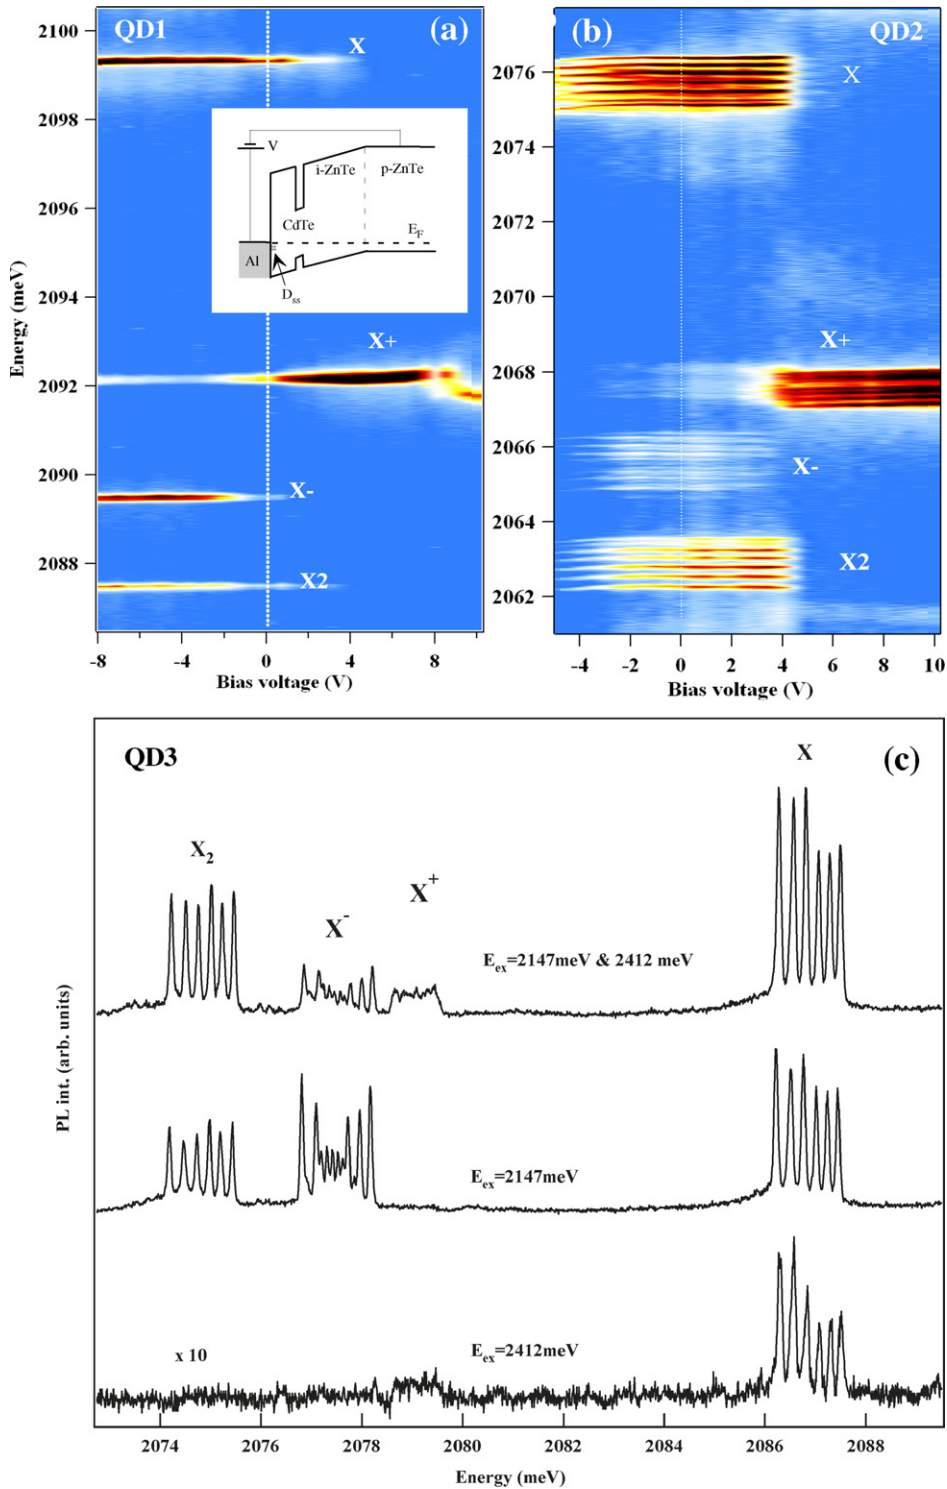 QD1
(a)
X
V
i-ZnTe
p-ZnTe
CdTe
E_F
Al
D_ss
X+
X-
X2
2100
2098
2096
2094
2092
2090
2088
Energy (meV)
-8
-4
0
4
8
Bias voltage (V)
(b)
QD2
X
X+
X-
X2
2076
2074
2072
2070
2068
2066
2064
2062
-4
-2
0
2
4
6
8
10
Bias voltage (V)
QD3
(c)
X
X_2
X^-
X^+
E_ex=2147meV & 2412 meV
E_ex=2147meV
x 10
E_ex=2412meV
PL int. (arb. units)
2074
2076
2078
2080
2082
2084
2086
2088
Energy (meV)